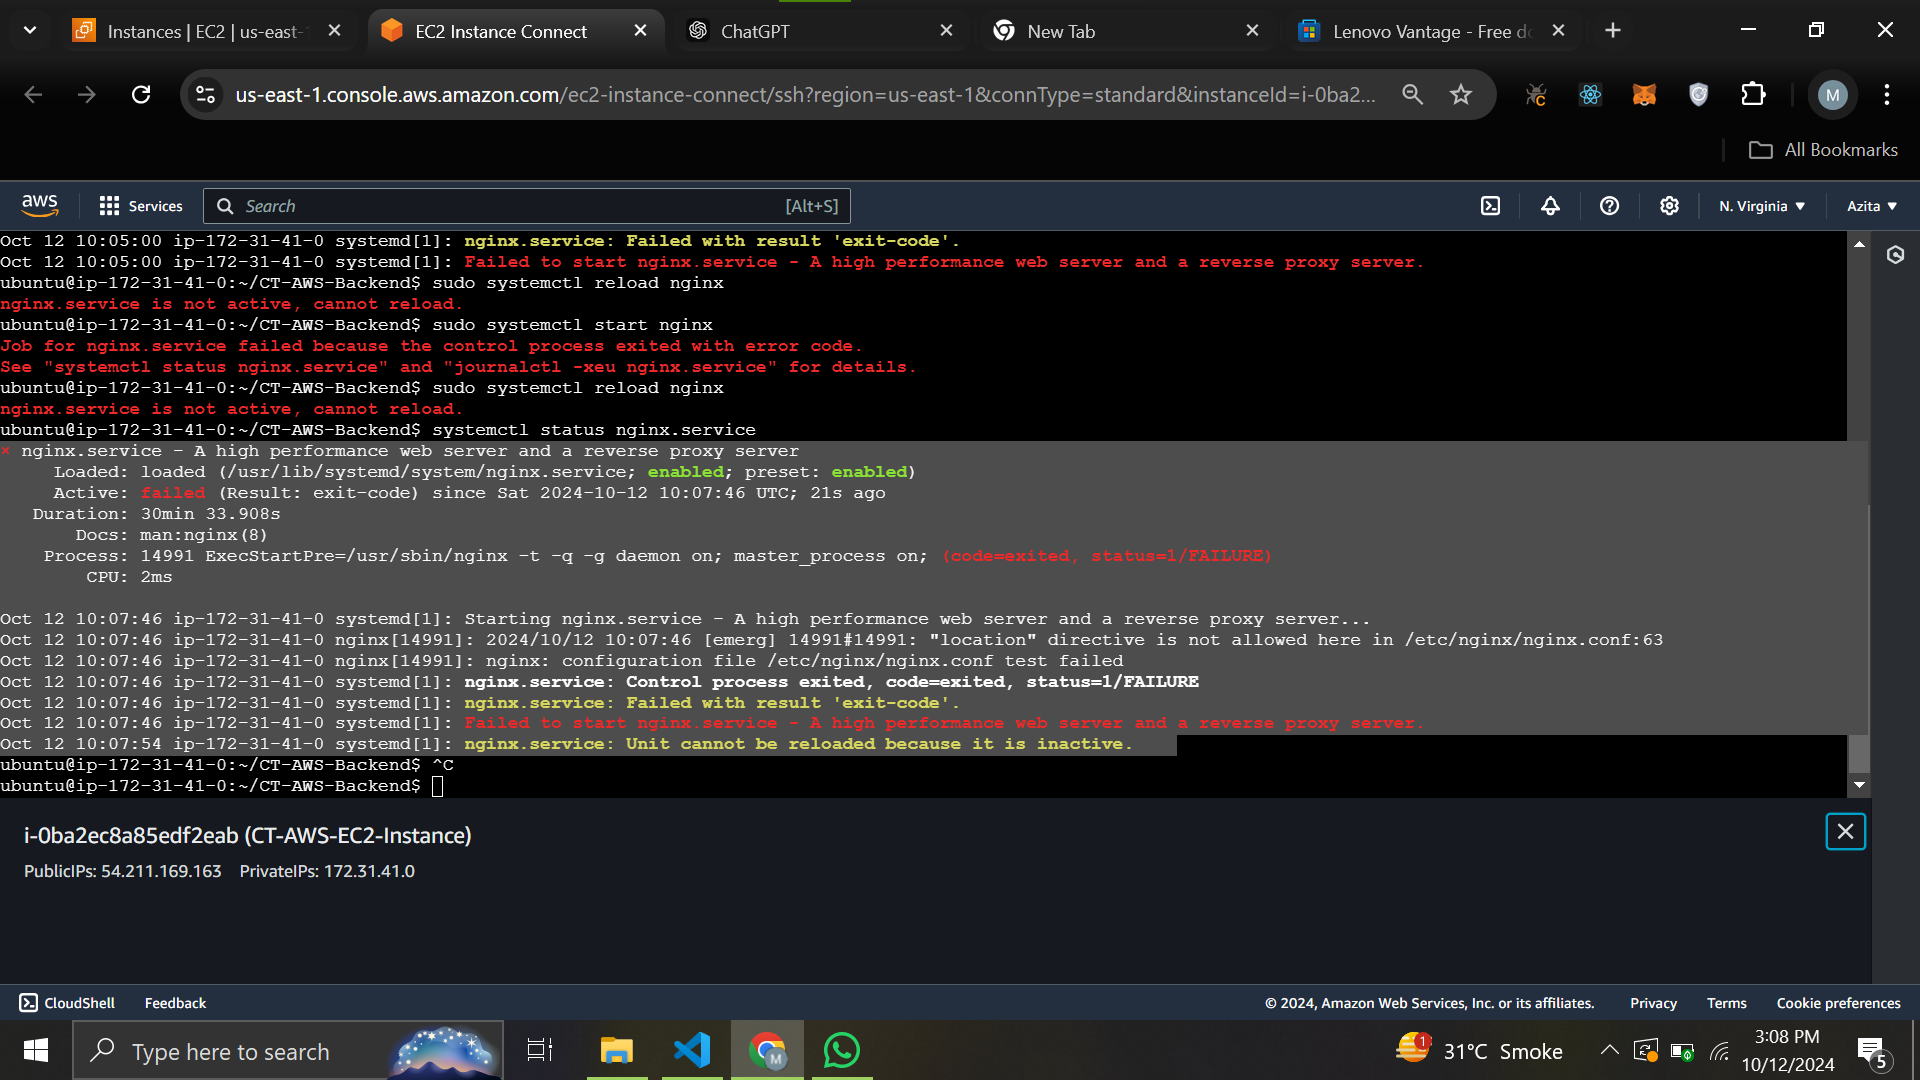 Instances | EC2 | us-east-
EC2 Instance Connect
ChatGPT
New Tab
Lenovo Vantage - Free do
us-east-1.console.aws.amazon.com/ec2-instance-connect/ssh?region=us-east-1&connType=standard&instanceId=i-0ba2...
M
All Bookmarks
aws
Services
Search
[Alt+S]
N. Virginia
Azita
Oct 12 10:05:00 ip-172-31-41-0 systemd[1]: nginx.service: Failed with result 'exit-code'.
Oct 12 10:05:00 ip-172-31-41-0 systemd[1]: Failed to start nginx.service - A high performance web server and a reverse proxy server.
ubuntu@ip-172-31-41-0:~/CT-AWS-Backend$ sudo systemctl reload nginx
nginx.service is not active, cannot reload.
ubuntu@ip-172-31-41-0:~/CT-AWS-Backend$ sudo systemctl start nginx
Job for nginx.service failed because the control process exited with error code.
See "systemctl status nginx.service" and "journalctl -xeu nginx.service" for details.
ubuntu@ip-172-31-41-0:~/CT-AWS-Backend$ sudo systemctl reload nginx
nginx.service is not active, cannot reload.
ubuntu@ip-172-31-41-0:~/CT-AWS-Backend$ systemctl status nginx.service
× nginx.service - A high performance web server and a reverse proxy server
Loaded: loaded (/usr/lib/systemd/system/nginx.service; enabled; preset: enabled)
Active: failed (Result: exit-code) since Sat 2024-10-12 10:07:46 UTC; 21s ago
Duration: 30min 33.908s
Docs: man:nginx(8)
Process: 14991 ExecStartPre=/usr/sbin/nginx -t -q -g daemon on; master_process on; (code=exited, status=1/FAILURE)
CPU: 2ms
Oct 12 10:07:46 ip-172-31-41-0 systemd[1]: Starting nginx.service - A high performance web server and a reverse proxy server...
Oct 12 10:07:46 ip-172-31-41-0 nginx[14991]: 2024/10/12 10:07:46 [emerg] 14991#14991: "location" directive is not allowed here in /etc/nginx/nginx.conf:63
Oct 12 10:07:46 ip-172-31-41-0 nginx[14991]: nginx: configuration file /etc/nginx/nginx.conf test failed
Oct 12 10:07:46 ip-172-31-41-0 systemd[1]: nginx.service: Control process exited, code=exited, status=1/FAILURE
Oct 12 10:07:46 ip-172-31-41-0 systemd[1]: nginx.service: Failed with result 'exit-code'.
Oct 12 10:07:46 ip-172-31-41-0 systemd[1]: Failed to start nginx.service - A high performance web server and a reverse proxy server.
Oct 12 10:07:54 ip-172-31-41-0 systemd[1]: nginx.service: Unit cannot be reloaded because it is inactive.
ubuntu@ip-172-31-41-0:~/CT-AWS-Backend$ ^C
ubuntu@ip-172-31-41-0:~/CT-AWS-Backend$
i-0ba2ec8a85edf2eab (CT-AWS-EC2-Instance)
PublicIPs: 54.211.169.163 PrivateIPs: 172.31.41.0
CloudShell
Feedback
© 2024, Amazon Web Services, Inc. or its affiliates.
Privacy
Terms
Cookie preferences
Type here to search
M
1
31°C Smoke
3:08 PM
10/12/2024
5